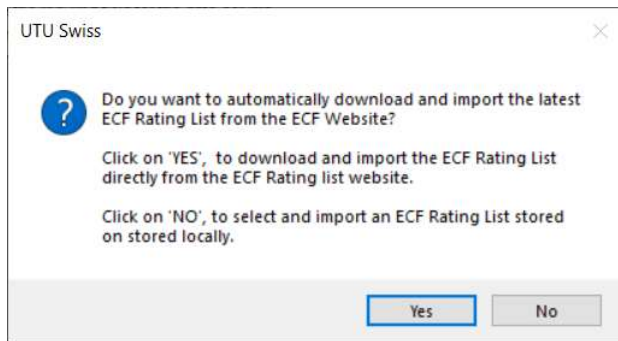 UTU Swiss
?
Do you want to automatically download and import the latest
ECF Rating List from the ECF Website?
Click on 'YES', to download and import the ECF Rating List
directly from the ECF Rating list website.
Click on 'NO', to select and import an ECF Rating List stored
on stored locally.
Yes
No